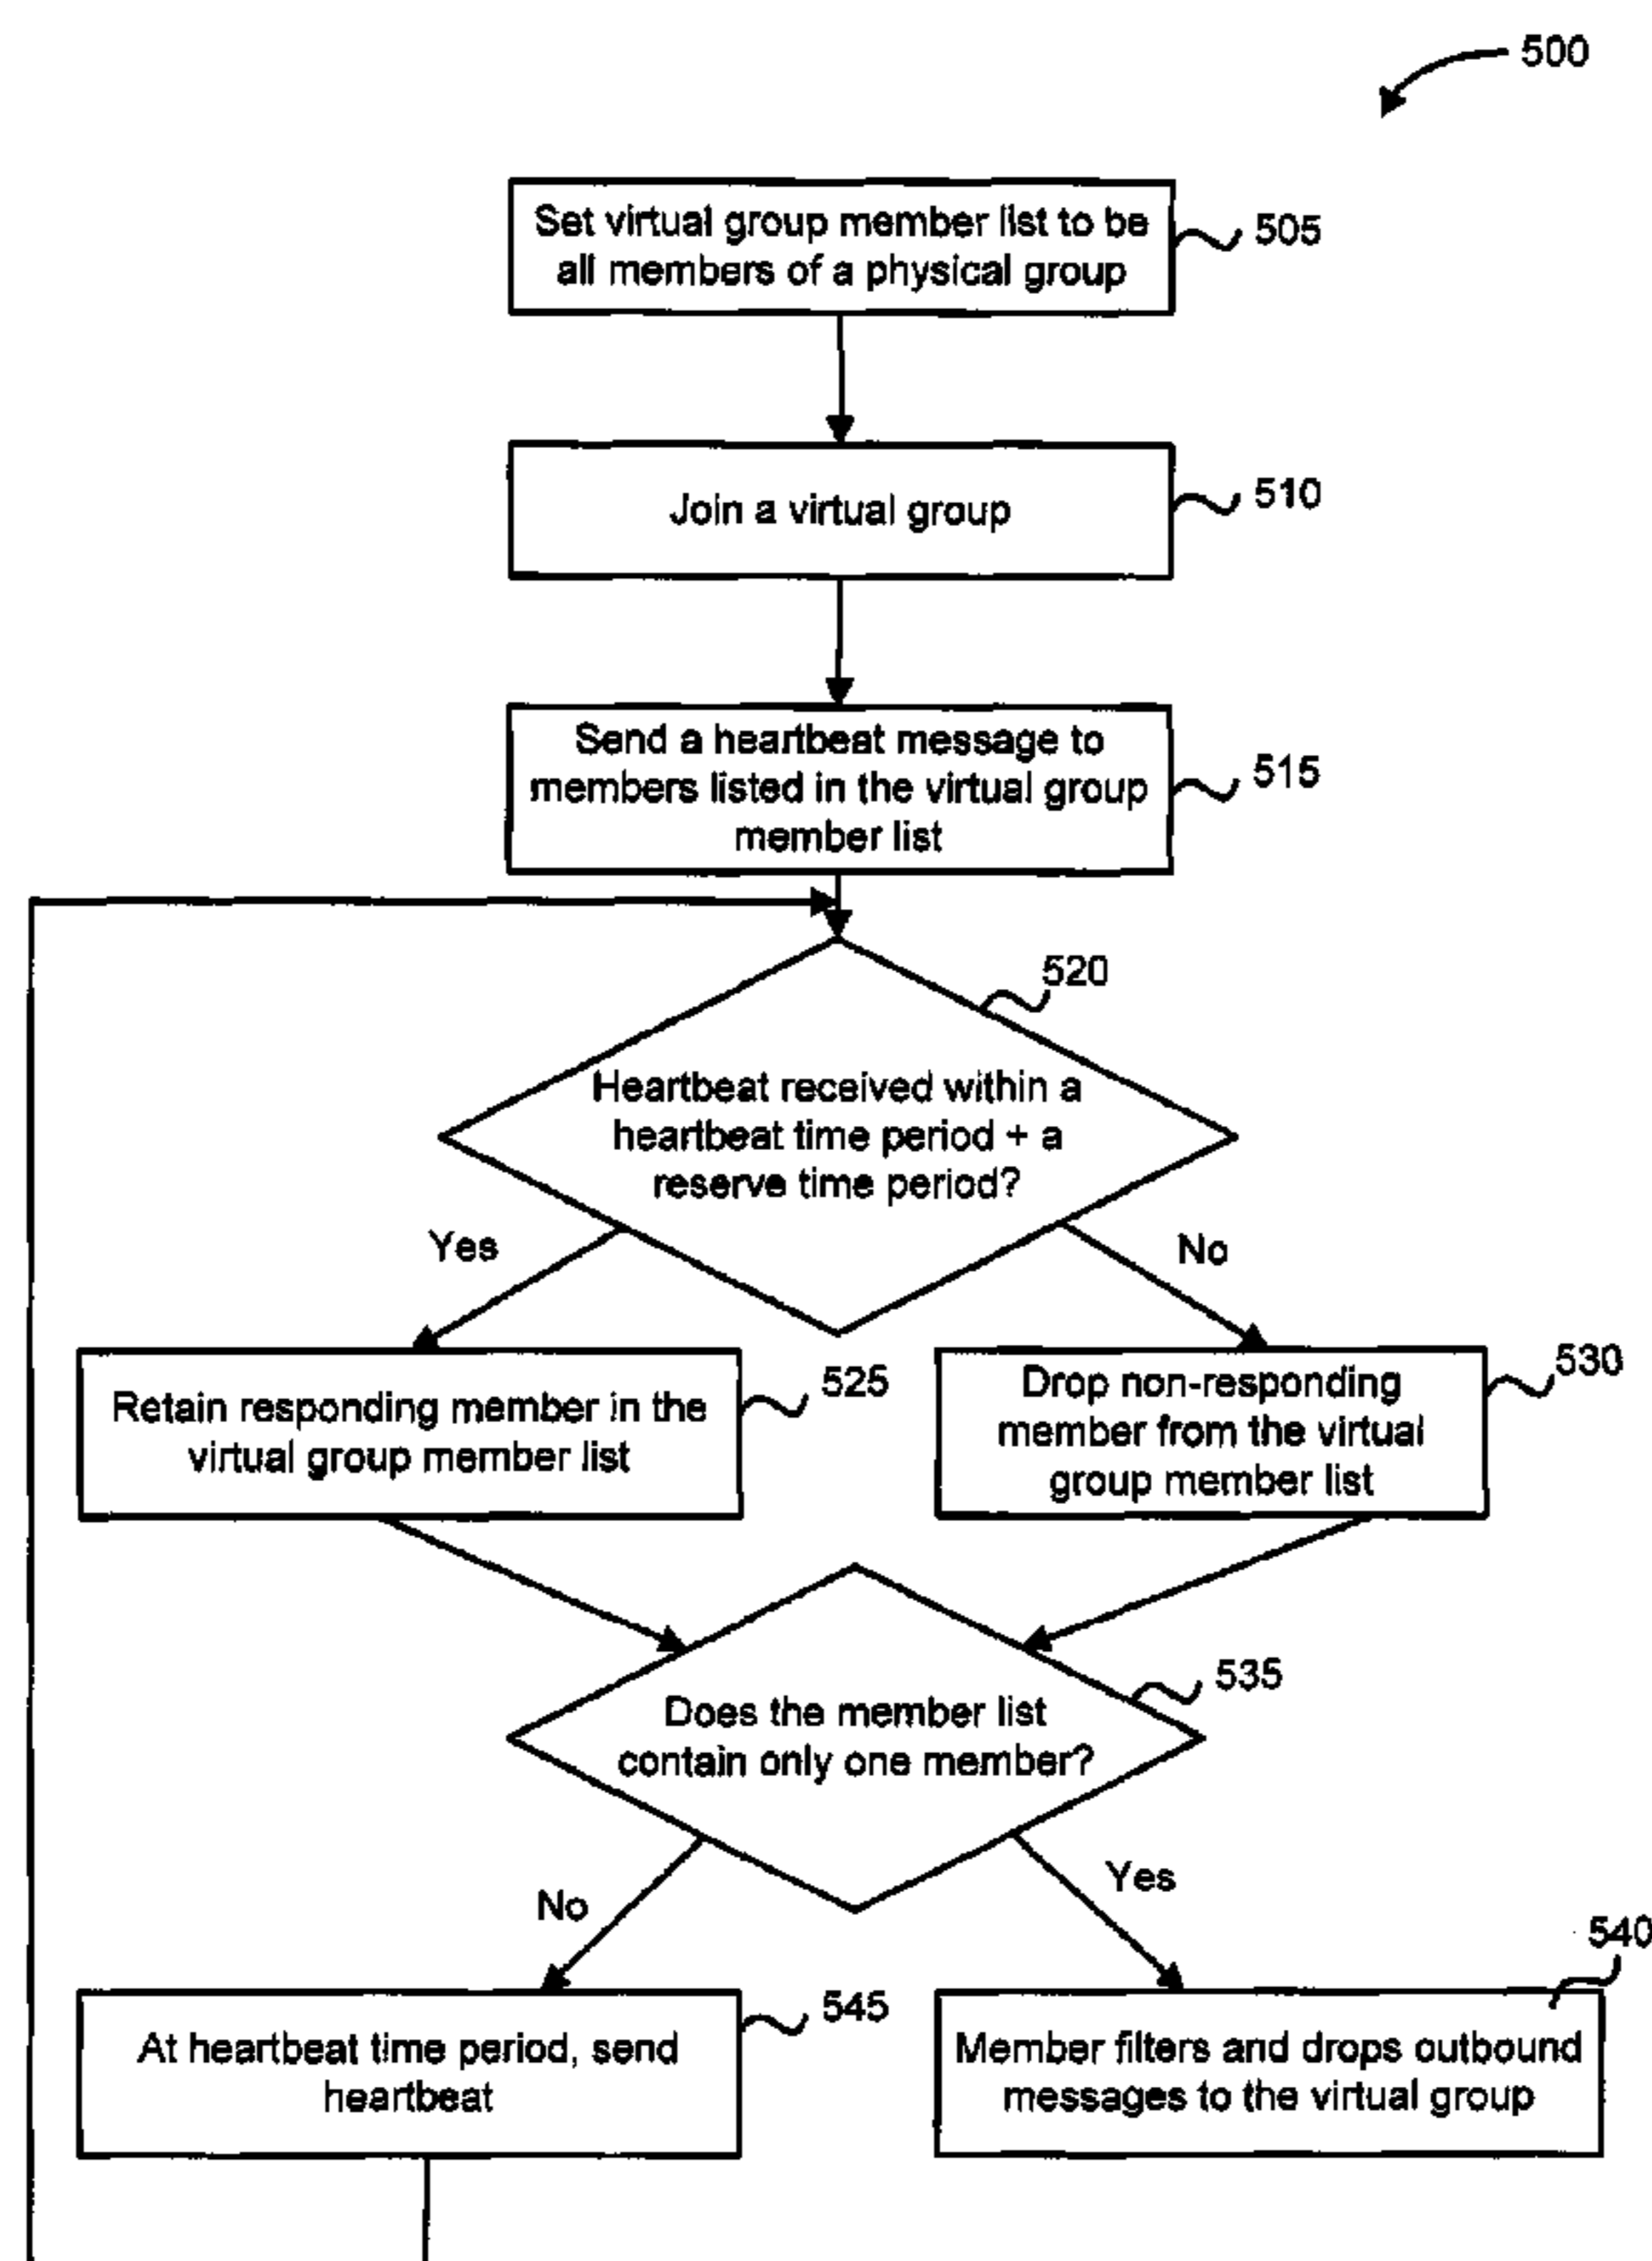 500
Set virtual group member list to be
all members of a physical group
505
Join a virtual group
510
Send a heartbeat message to
members listed in the virtual group
member list
515
520
Heartbeat received within a
heartbeat time period + a
reserve time period?
Yes
No
Retain responding member in the
virtual group member list
525
Drop non-responding
member from the virtual
group member list
530
535
Does the member list
contain only one member?
No
Yes
540
At heartbeat time period, send
heartbeat
545
Member filters and drops outbound
messages to the virtual group